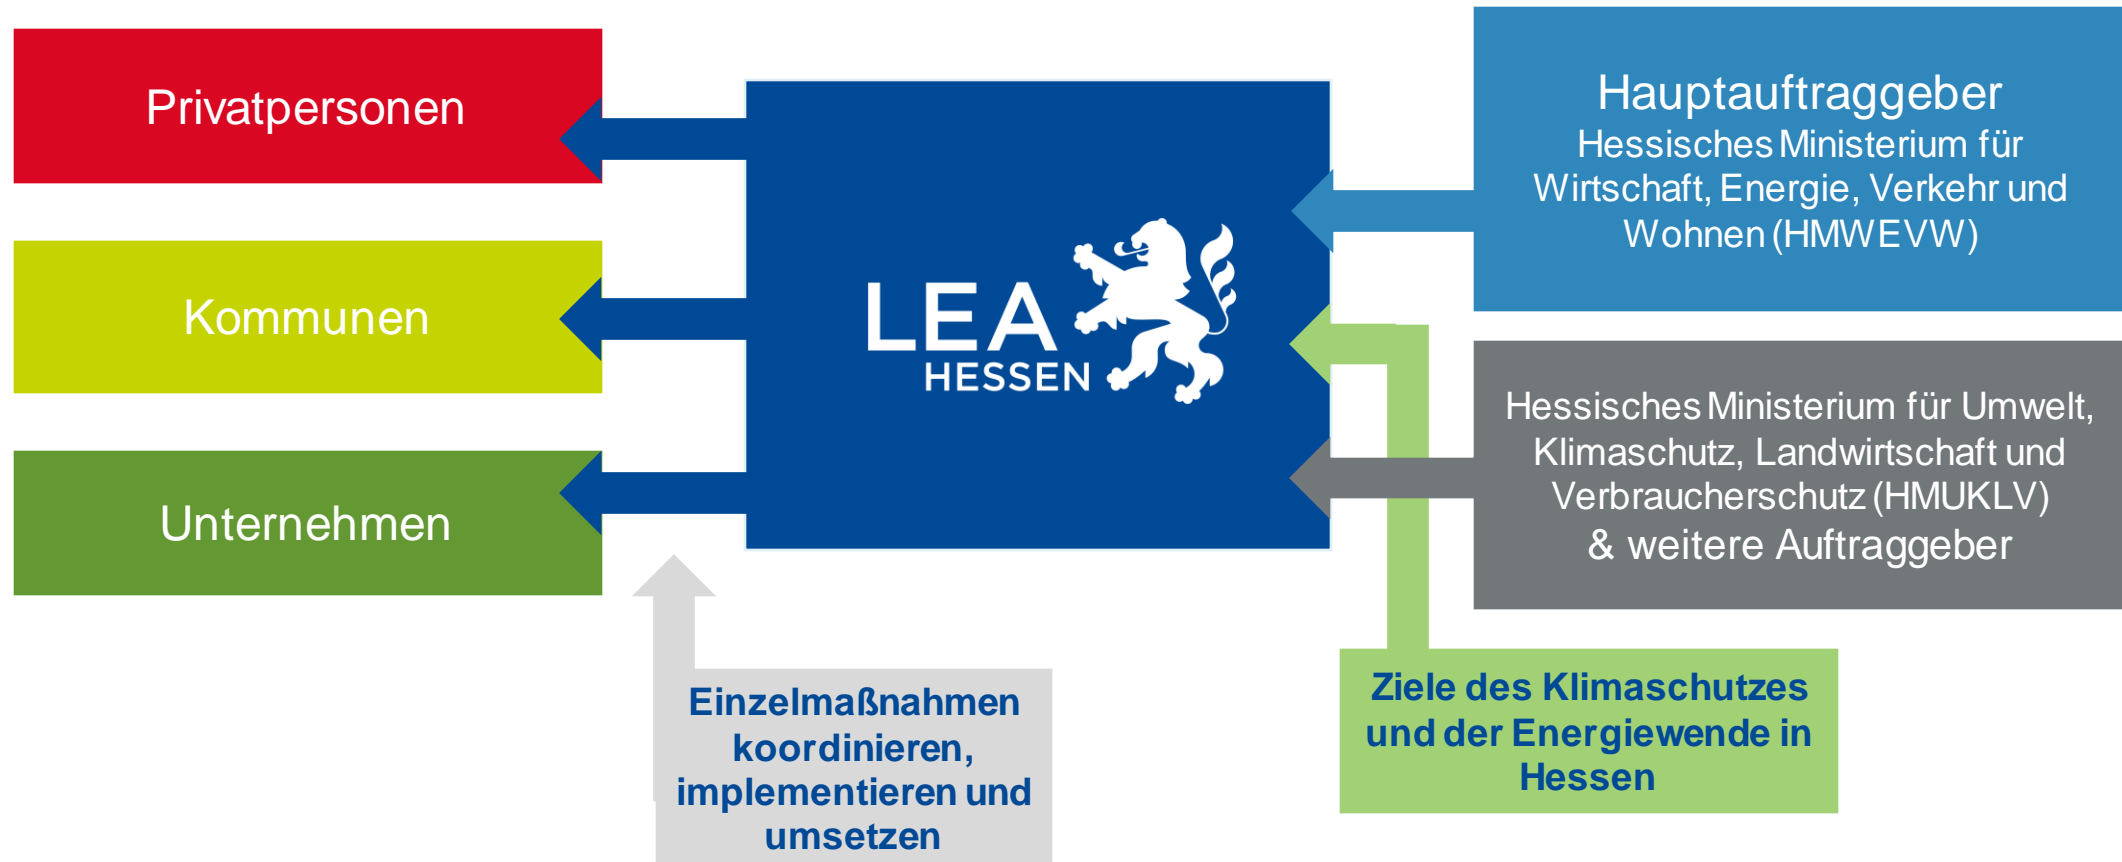 Privatpersonen
Kommunen
Unternehmen
LEA
HESSEN
Hauptauftraggeber
Hessisches Ministerium für
Wirtschaft, Energie, Verkehr und
Wohnen (HMWEVW)
Hessisches Ministerium für Umwelt,
Klimaschutz, Landwirtschaft und
Verbraucherschutz (HMUKLV)
& weitere Auftraggeber
Einzelmaßnahmen
koordinieren,
implementieren und
umsetzen
Ziele des Klimaschutzes
und der Energiewende in
Hessen